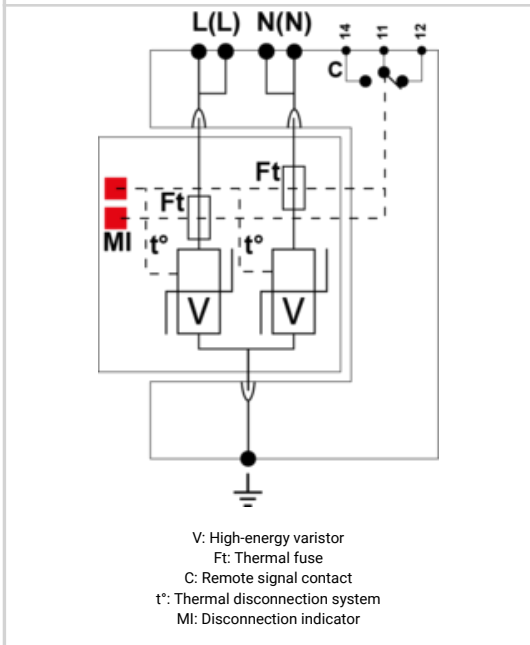 L(L) N(N) 14 11 12
C
Ft
Ft
MI t° t°
V V
V: High-energy varistor
Ft: Thermal fuse
C: Remote signal contact
t°: Thermal disconnection system
MI: Disconnection indicator